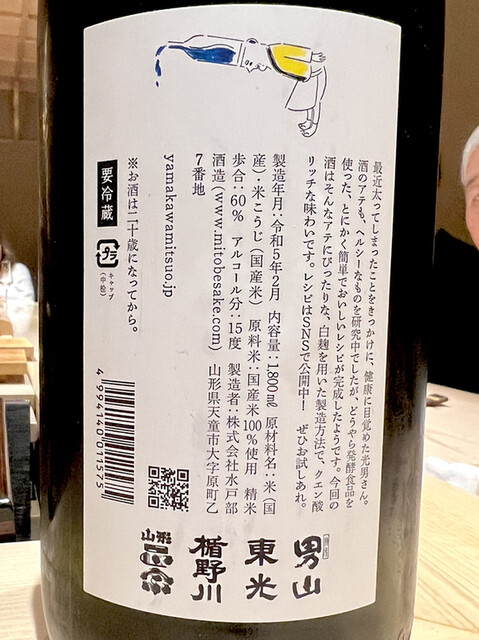 最近太ってしまったことをきっかけに、健康に目覚めた光男さん。
酒のアテも、ヘルシーなものを研究中でしたが、どうやら発酵食品を
使った、とにかく簡単でおいしいレシピが完成したようです。今回の
酒はそんなアテにぴったりな、白麹を用いた製造方法で、クエン酸
リッチな味わいです。レシピはSNSで公開中！　ぜひお試しあれ。
製造年月：令和5年2月　内容量：1,800㎖　原材料名：米（国
産）・米こうじ（国産米）　原料米：国産米100％使用　精米
歩合：60％　アルコール分：15度　製造者：株式会社水戸部
酒造（www.mitobesake.com）山形県天童市大字原町乙
7番地
yamakawamitsuo.jp
※お酒は二十歳になってから。
要冷蔵
プラ
キャップ
（中栓）
4994140011575
男山
東光
楯野川
山形